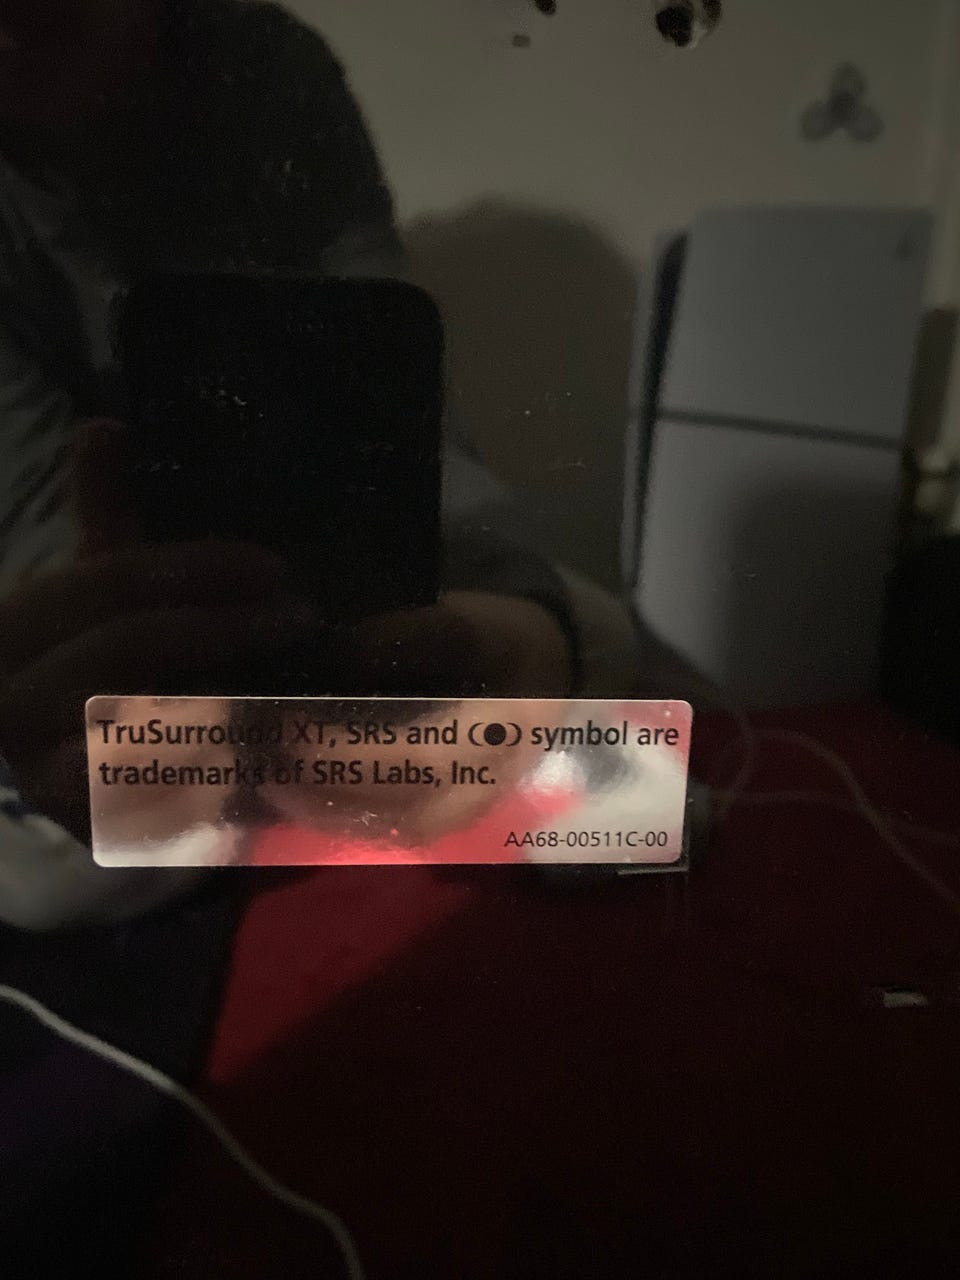 TruSurround XT, SRS and (●) symbol are
trademarks of SRS Labs, Inc.
AA68-00511C-00